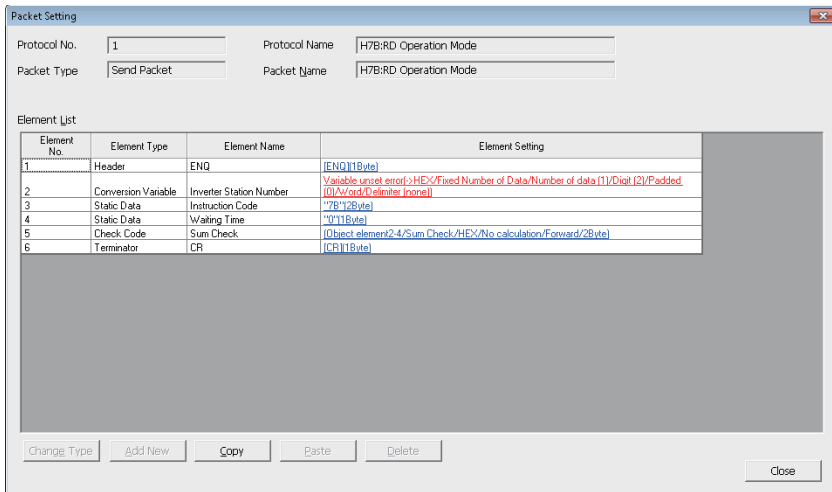 Packet Setting
Protocol No. 1 Protocol Name H7B:RD Operation Mode
Packet Type Send Packet Packet Name H7B:RD Operation Mode
Element List
Element No. Element Type Element Name Element Setting
1 Header ENQ [ENQ](1Byte)
2 Conversion Variable Inverter Station Number Variable unset error(->HEX/Fixed Number of Data/Number of data (1)/Digit (2)/Padded (0)/Word/Delimiter (none))
3 Static Data Instruction Code "7B"(2Byte)
4 Static Data Waiting Time "0"(1Byte)
5 Check Code Sum Check (Object element2-4/Sum Check/HEX/No calculation/Forward/2Byte)
6 Terminator CR [CR](1Byte)
Change Type Add New Copy Paste Delete
Close